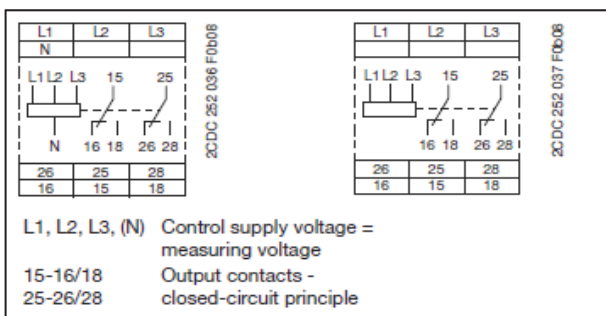 L1 L2 L3
N
L1 L2 L3 15 25
N 16 18 26 28
26 25 28
16 15 18
2CDC 252 036 F0b08
L1 L2 L3
L1 L2 L3 15 25
16 18 26 28
26 25 28
16 15 18
2CDC 252 037 F0b08
L1, L2, L3, (N) Control supply voltage =
measuring voltage
15-16/18 Output contacts -
25-26/28 closed-circuit principle